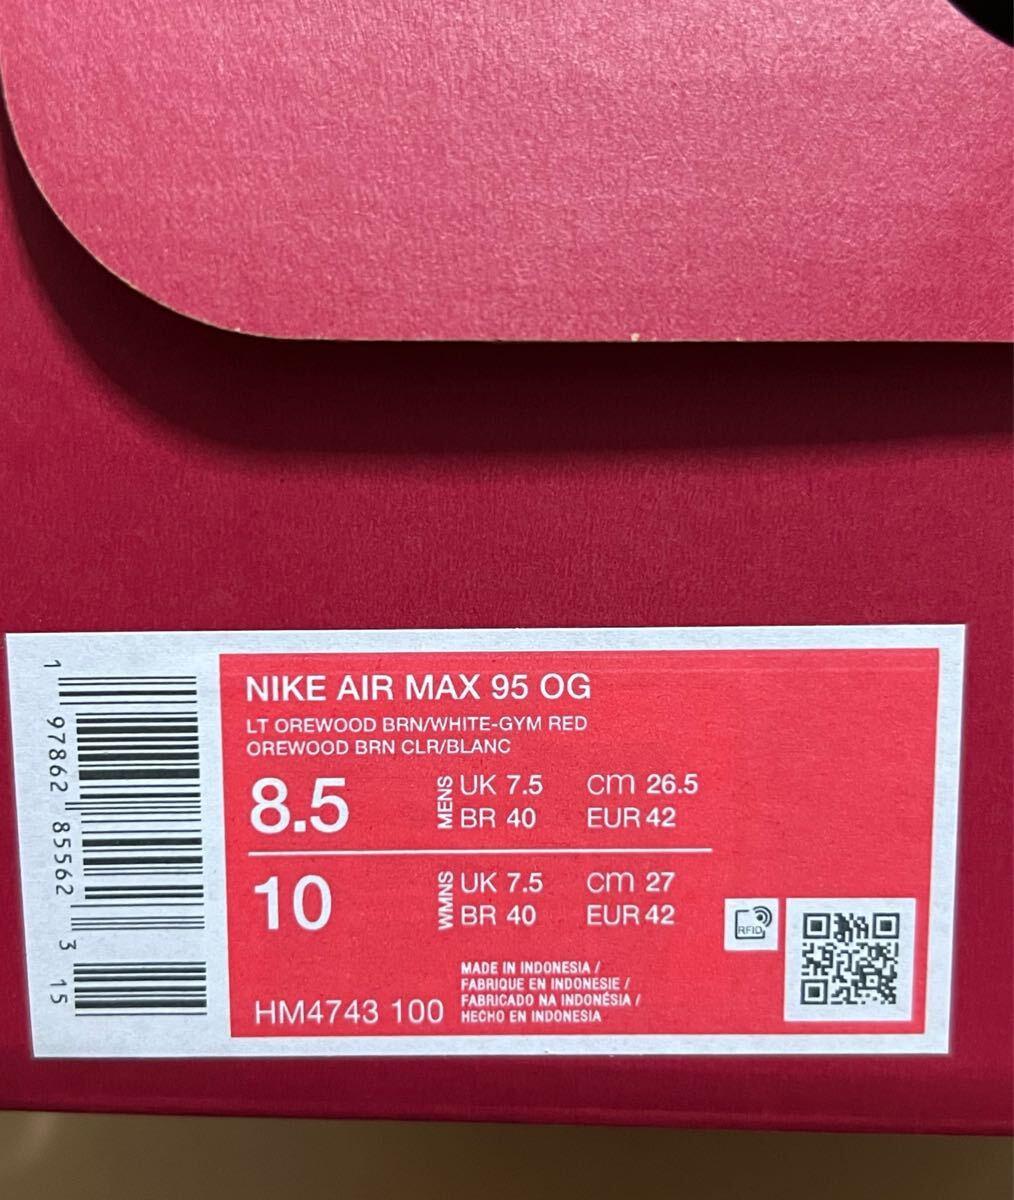 1 97862 85562 3 15
NIKE AIR MAX 95 OG
LT OREWOOD BRN/WHITE-GYM RED
OREWOOD BRN CLR/BLANC
8.5 MENS UK 7.5 cm 26.5
BR 40 EUR 42
10 WMNS UK 7.5 cm 27
BR 40 EUR 42
RFID
MADE IN INDONESIA /
FABRIQUE EN INDONESIE /
FABRICADO NA INDONÉSIA /
HECHO EN INDONESIA
HM4743 100